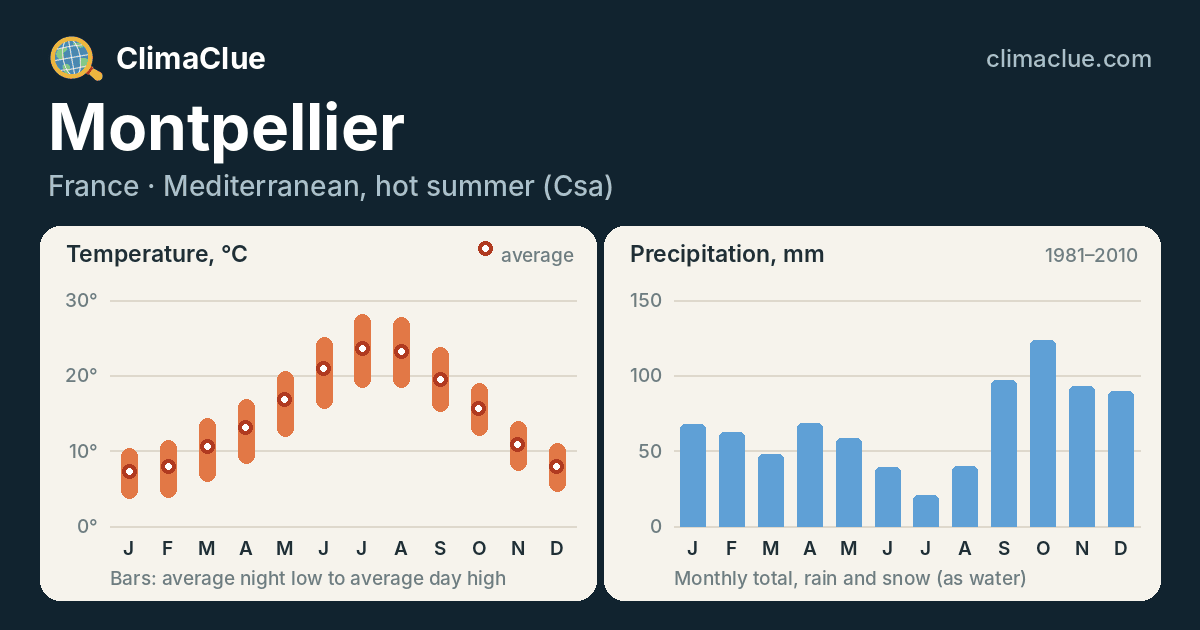 ClimaClue
climaclue.com
Montpellier
France · Mediterranean, hot summer (Csa)
Temperature, °C
average
30°
20°
10°
0°
J F M A M J J A S O N D
Bars: average night low to average day high
Precipitation, mm
1981–2010
150
100
50
0
J F M A M J J A S O N D
Monthly total, rain and snow (as water)